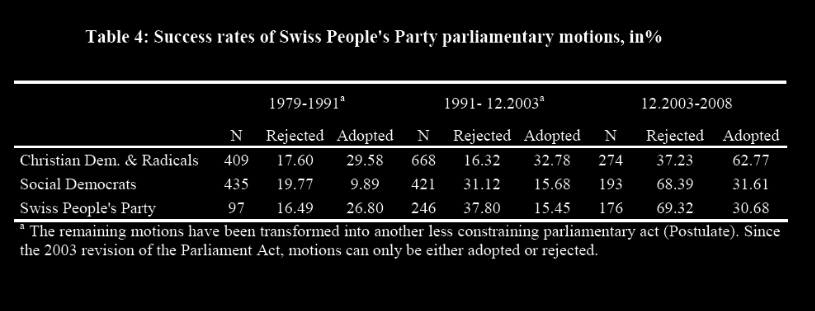 Table 4: Success rates of Swiss People's Party parliamentary motions, in%
1979-1991a 1991- 12.2003a 12.2003-2008
N Rejected Adopted N Rejected Adopted N Rejected Adopted
Christian Dem. & Radicals 409 17.60 29.58 668 16.32 32.78 274 37.23 62.77
Social Democrats 435 19.77 9.89 421 31.12 15.68 193 68.39 31.61
Swiss People's Party 97 16.49 26.80 246 37.80 15.45 176 69.32 30.68
a The remaining motions have been transformed into another less constraining parliamentary act (Postulate). Since
the 2003 revision of the Parliament Act, motions can only be either adopted or rejected.